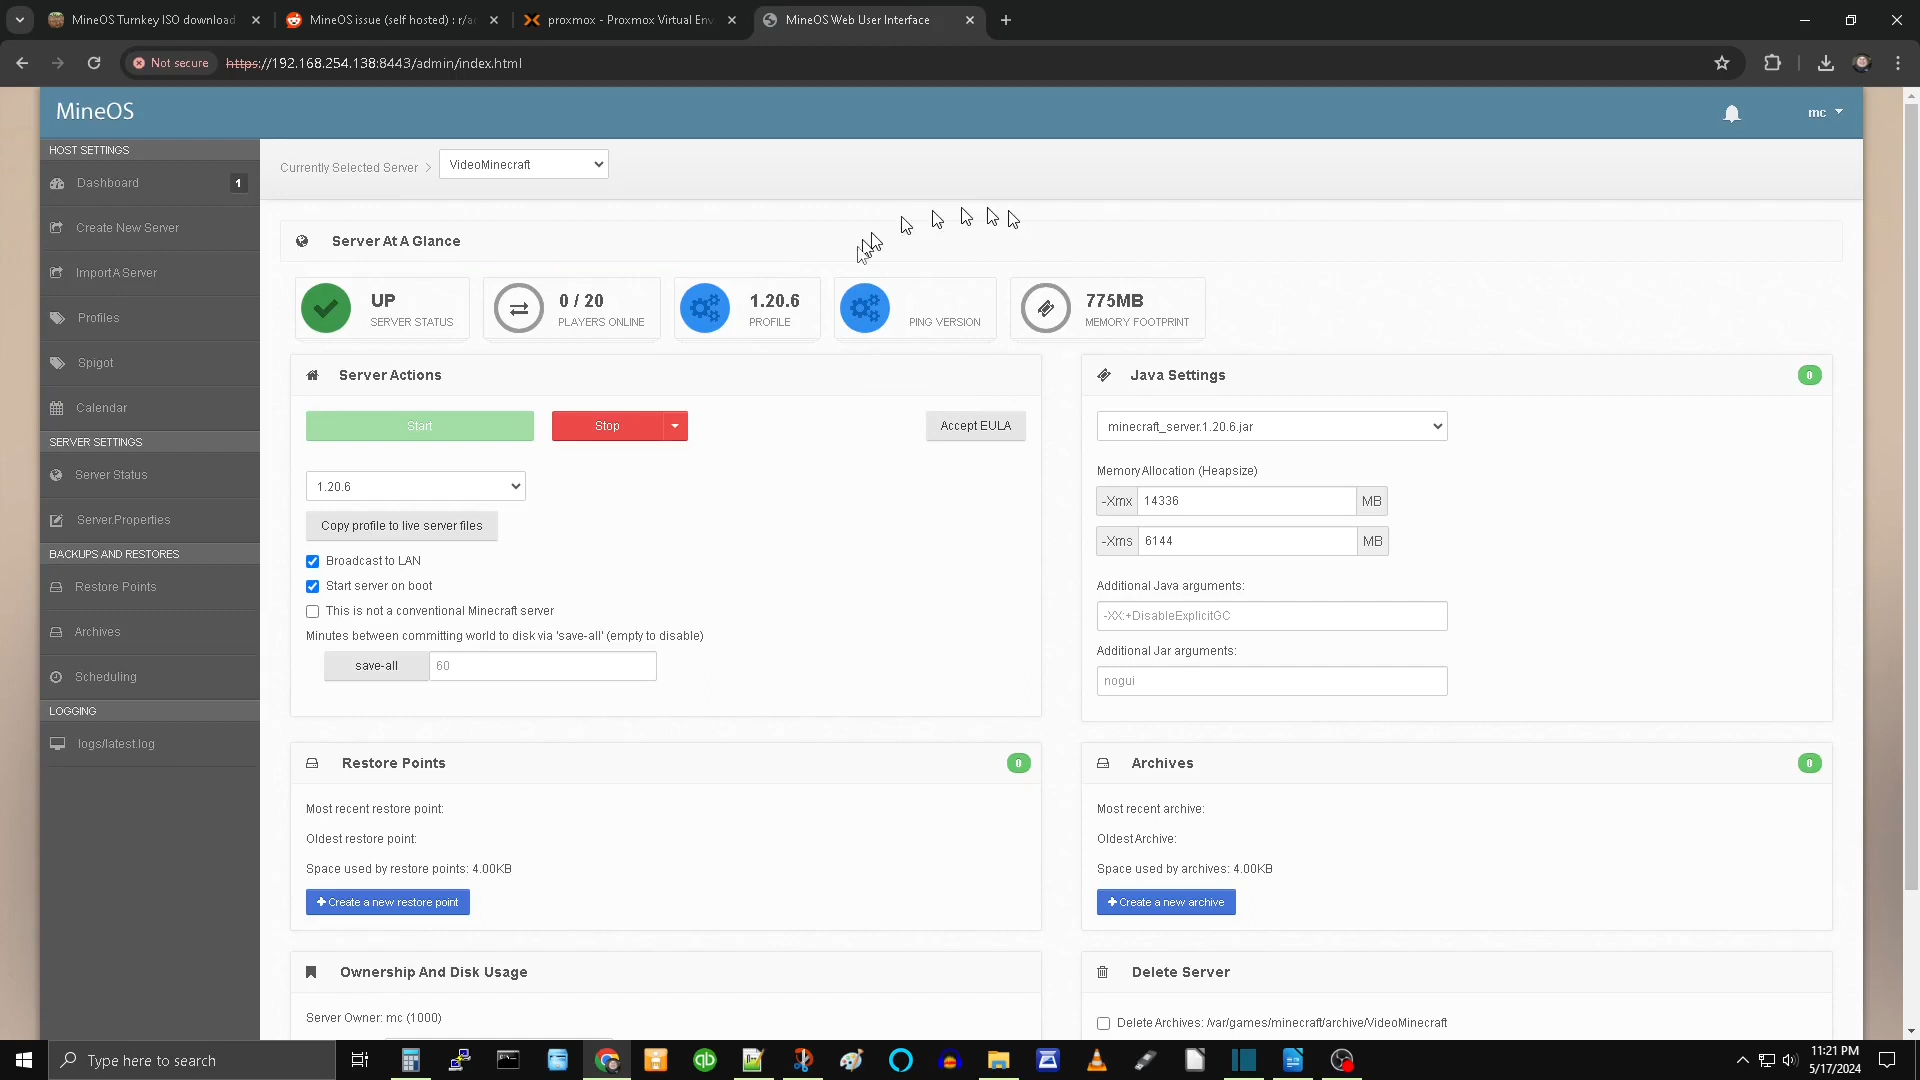 MineOS Turnkey ISO download
MineOS issue (self hosted) : r/a
proxmox - Proxmox Virtual Env
MineOS Web User Interface
Not secure
https://192.168.254.138:8443/admin/index.html
MineOS
mc
HOST SETTINGS
Dashboard
1
Create New Server
Import A Server
Profiles
Spigot
Calendar
SERVER SETTINGS
Server Status
Server.Properties
BACKUPS AND RESTORES
Restore Points
Archives
Scheduling
LOGGING
logs/latest.log
Currently Selected Server
VideoMinecraft
Server At A Glance
UP
SERVER STATUS
0 / 20
PLAYERS ONLINE
1.20.6
PROFILE
PING VERSION
775MB
MEMORY FOOTPRINT
Server Actions
Start
Stop
Accept EULA
1.20.6
Copy profile to live server files
Broadcast to LAN
Start server on boot
This is not a conventional Minecraft server
Minutes between committing world to disk via 'save-all' (empty to disable)
save-all
60
Java Settings
0
minecraft_server.1.20.6.jar
Memory Allocation (Heapsize)
-Xmx 14336 MB
-Xms 6144 MB
Additional Java arguments:
-XX:+DisableExplicitGC
Additional Jar arguments:
nogui
Restore Points
0
Most recent restore point:
Oldest restore point:
Space used by restore points: 4.00KB
Create a new restore point
Archives
0
Most recent archive:
Oldest Archive:
Space used by archives: 4.00KB
Create a new archive
Ownership And Disk Usage
Server Owner: mc (1000)
Delete Server
Delete Archives: /var/games/minecraft/archive/VideoMinecraft
Type here to search
11:21 PM
5/17/2024